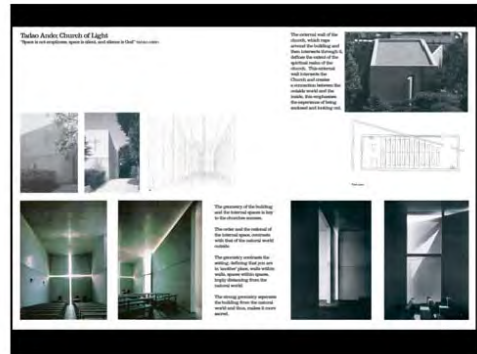 Tadao Ando: Church of Light
"Space is not emptiness, space is silent, and silence is God"
The external wall of the
church, which raps
around the building and
then intersects through it,
defines the extent of the
spiritual realm of the
church. This external
wall intersects the
Church and creates
a connection between the
outside world and the
inside, this emphasises
the experience of being
enclosed and looking out.
The geometry of the building
and the internal spaces is key
to the churches success.
The order and the rational of
the internal space, contrasts
with that of the natural world
outside.
The geometry contrasts the
setting, defining that you are
in 'another' place, walls within
walls, spaces within spaces,
imply distancing from the
natural world.
The strong geometry separates
the building from the natural
world and thus, makes it more
sacred.